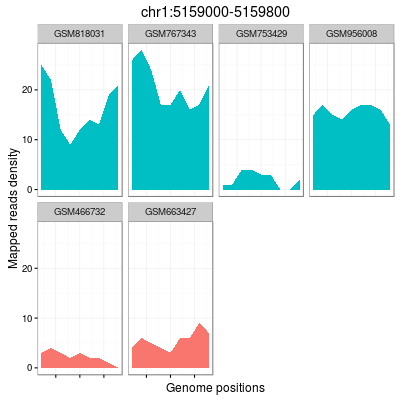 chr1:5159000-5159800
GSM818031 GSM767343 GSM753429 GSM956008
20
10
0
GSM466732 GSM663427
20
10
0
Mapped reads density
Genome positions